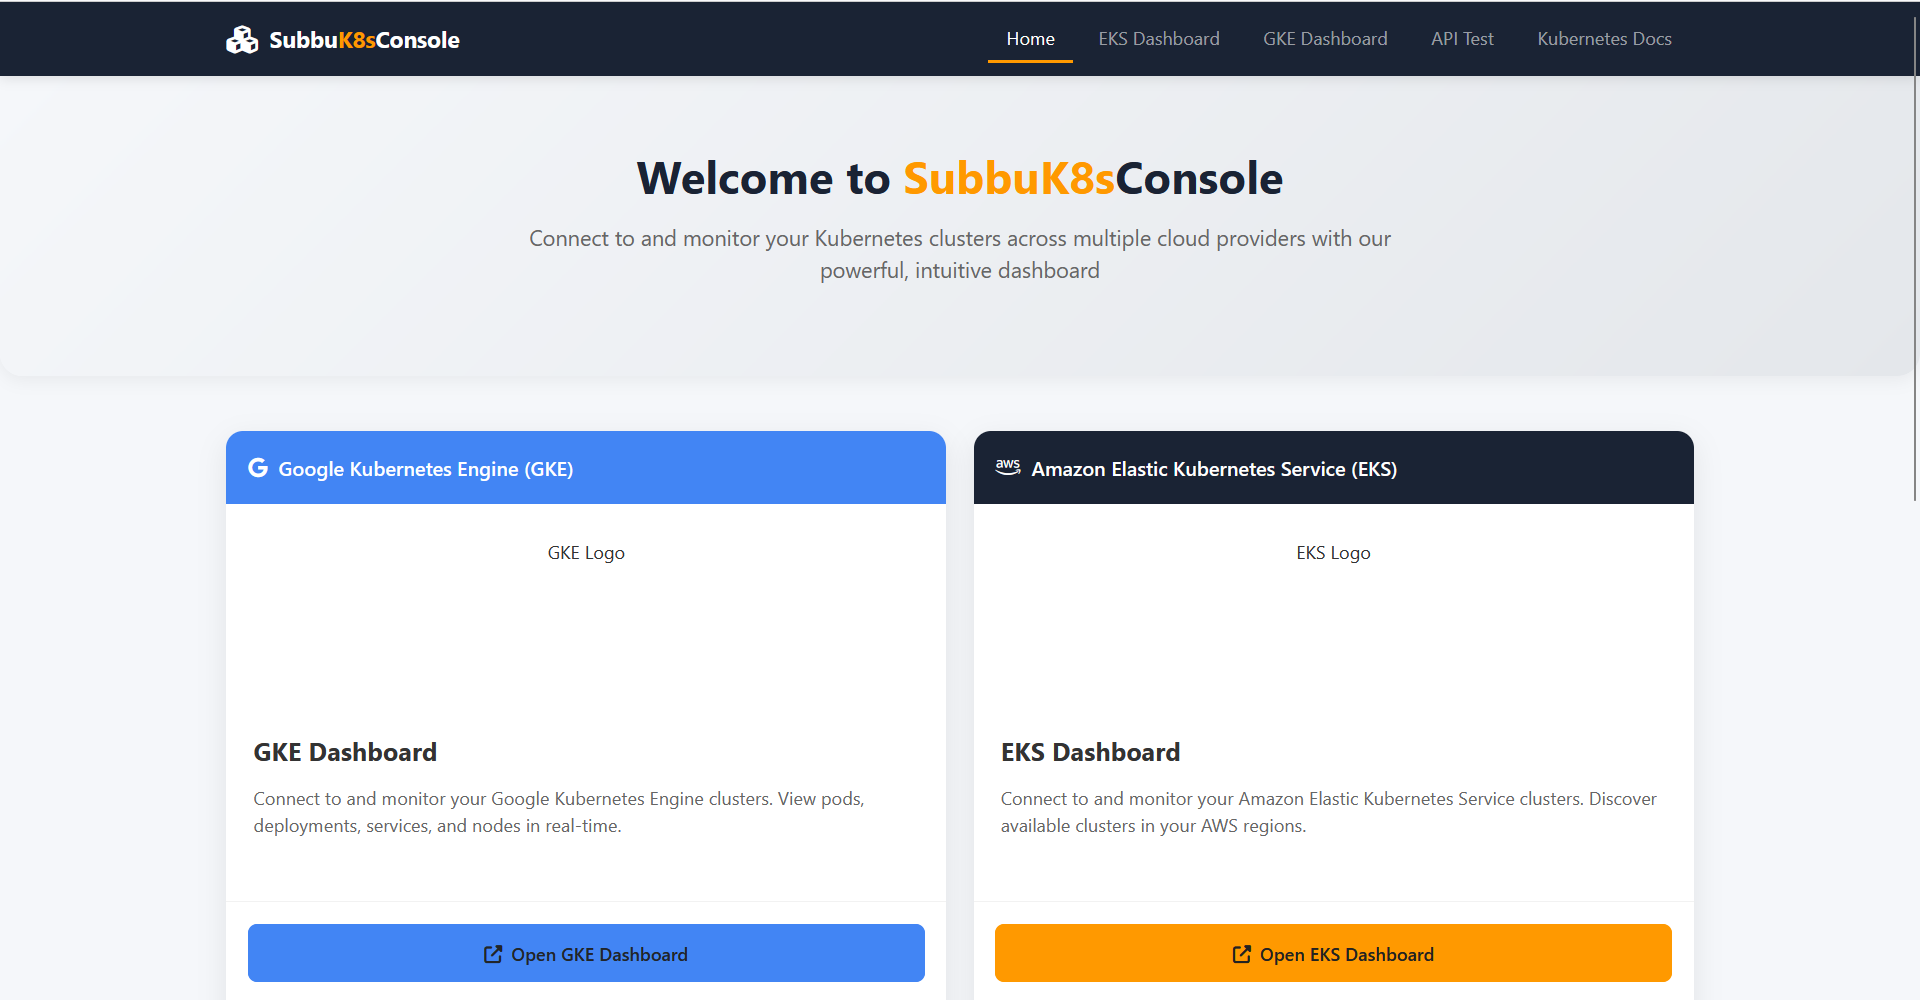 SubbuK8sConsole
Home
EKS Dashboard
GKE Dashboard
API Test
Kubernetes Docs
Welcome to SubbuK8sConsole
Connect to and monitor your Kubernetes clusters across multiple cloud providers with our
powerful, intuitive dashboard
G Google Kubernetes Engine (GKE)
GKE Logo
GKE Dashboard
Connect to and monitor your Google Kubernetes Engine clusters. View pods,
deployments, services, and nodes in real-time.
Open GKE Dashboard
aws Amazon Elastic Kubernetes Service (EKS)
EKS Logo
EKS Dashboard
Connect to and monitor your Amazon Elastic Kubernetes Service clusters. Discover
available clusters in your AWS regions.
Open EKS Dashboard